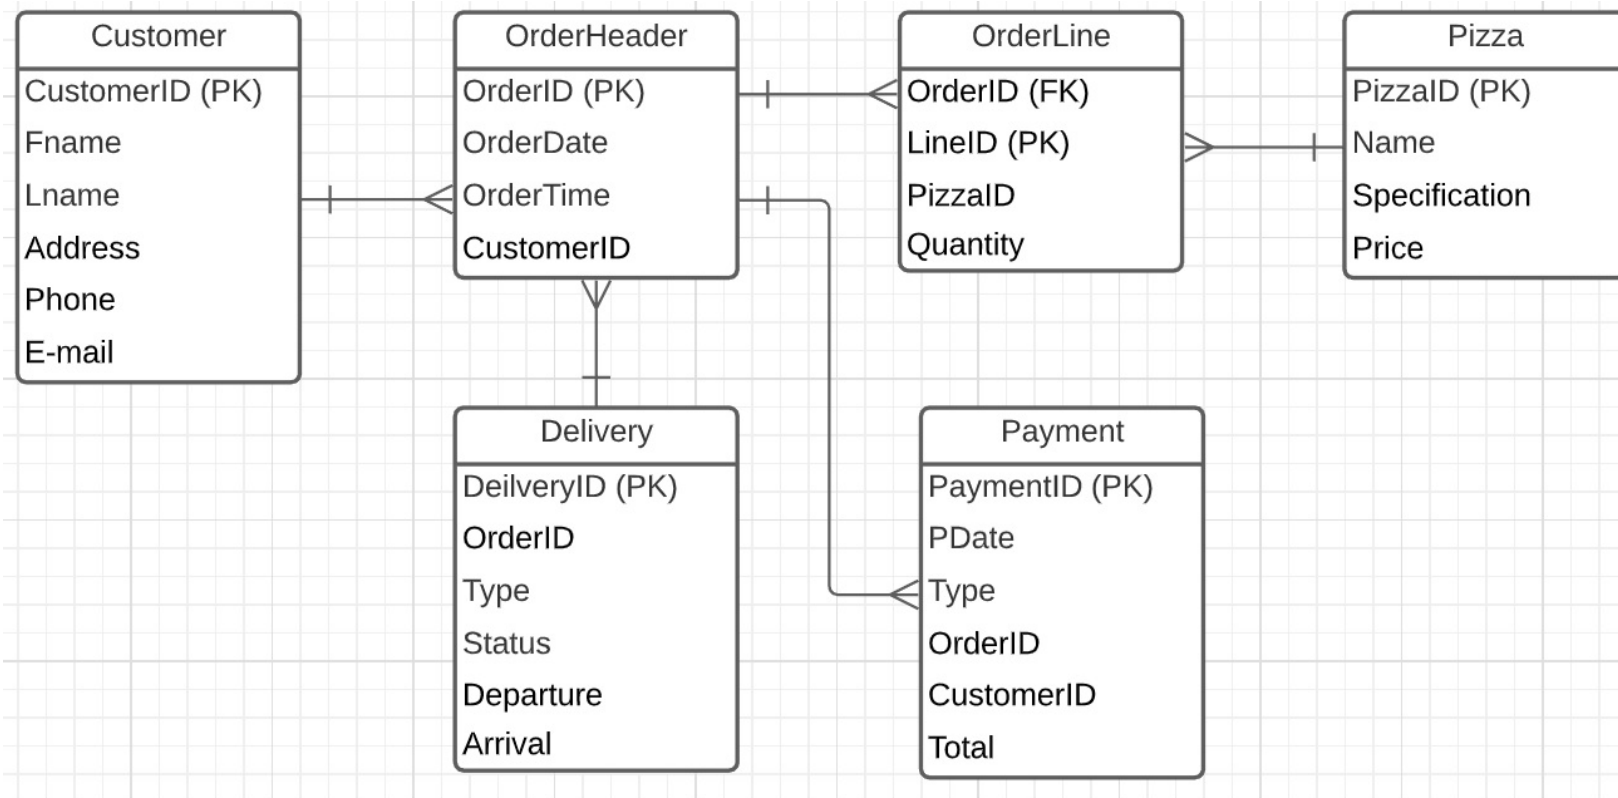 Customer
CustomerID (PK)
Fname
Lname
Address
Phone
E-mail
OrderHeader
OrderID (PK)
OrderDate
OrderTime
CustomerID
OrderLine
OrderID (FK)
LineID (PK)
PizzaID
Quantity
Pizza
PizzaID (PK)
Name
Specification
Price
Delivery
DeilveryID (PK)
OrderID
Type
Status
Departure
Arrival
Payment
PaymentID (PK)
PDate
Type
OrderID
CustomerID
Total